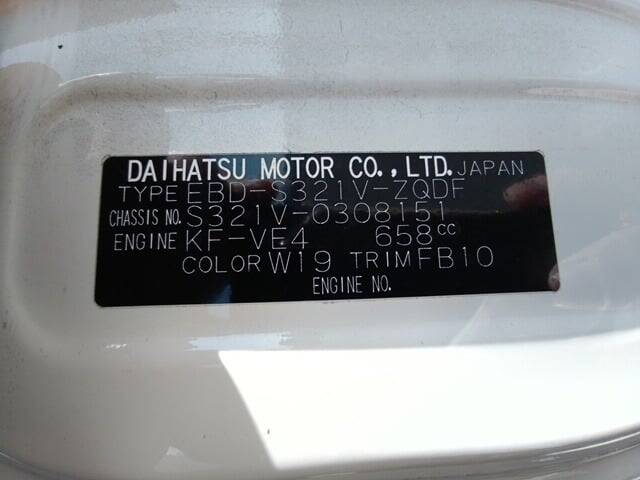 DAIHATSU MOTOR CO., LTD. JAPAN
TYPE EBD-S321V-ZQDF
CHASSIS NO. S321V-0308151
ENGINE KF-VE4 658cc
COLOR W19 TRIM FB10
ENGINE NO.